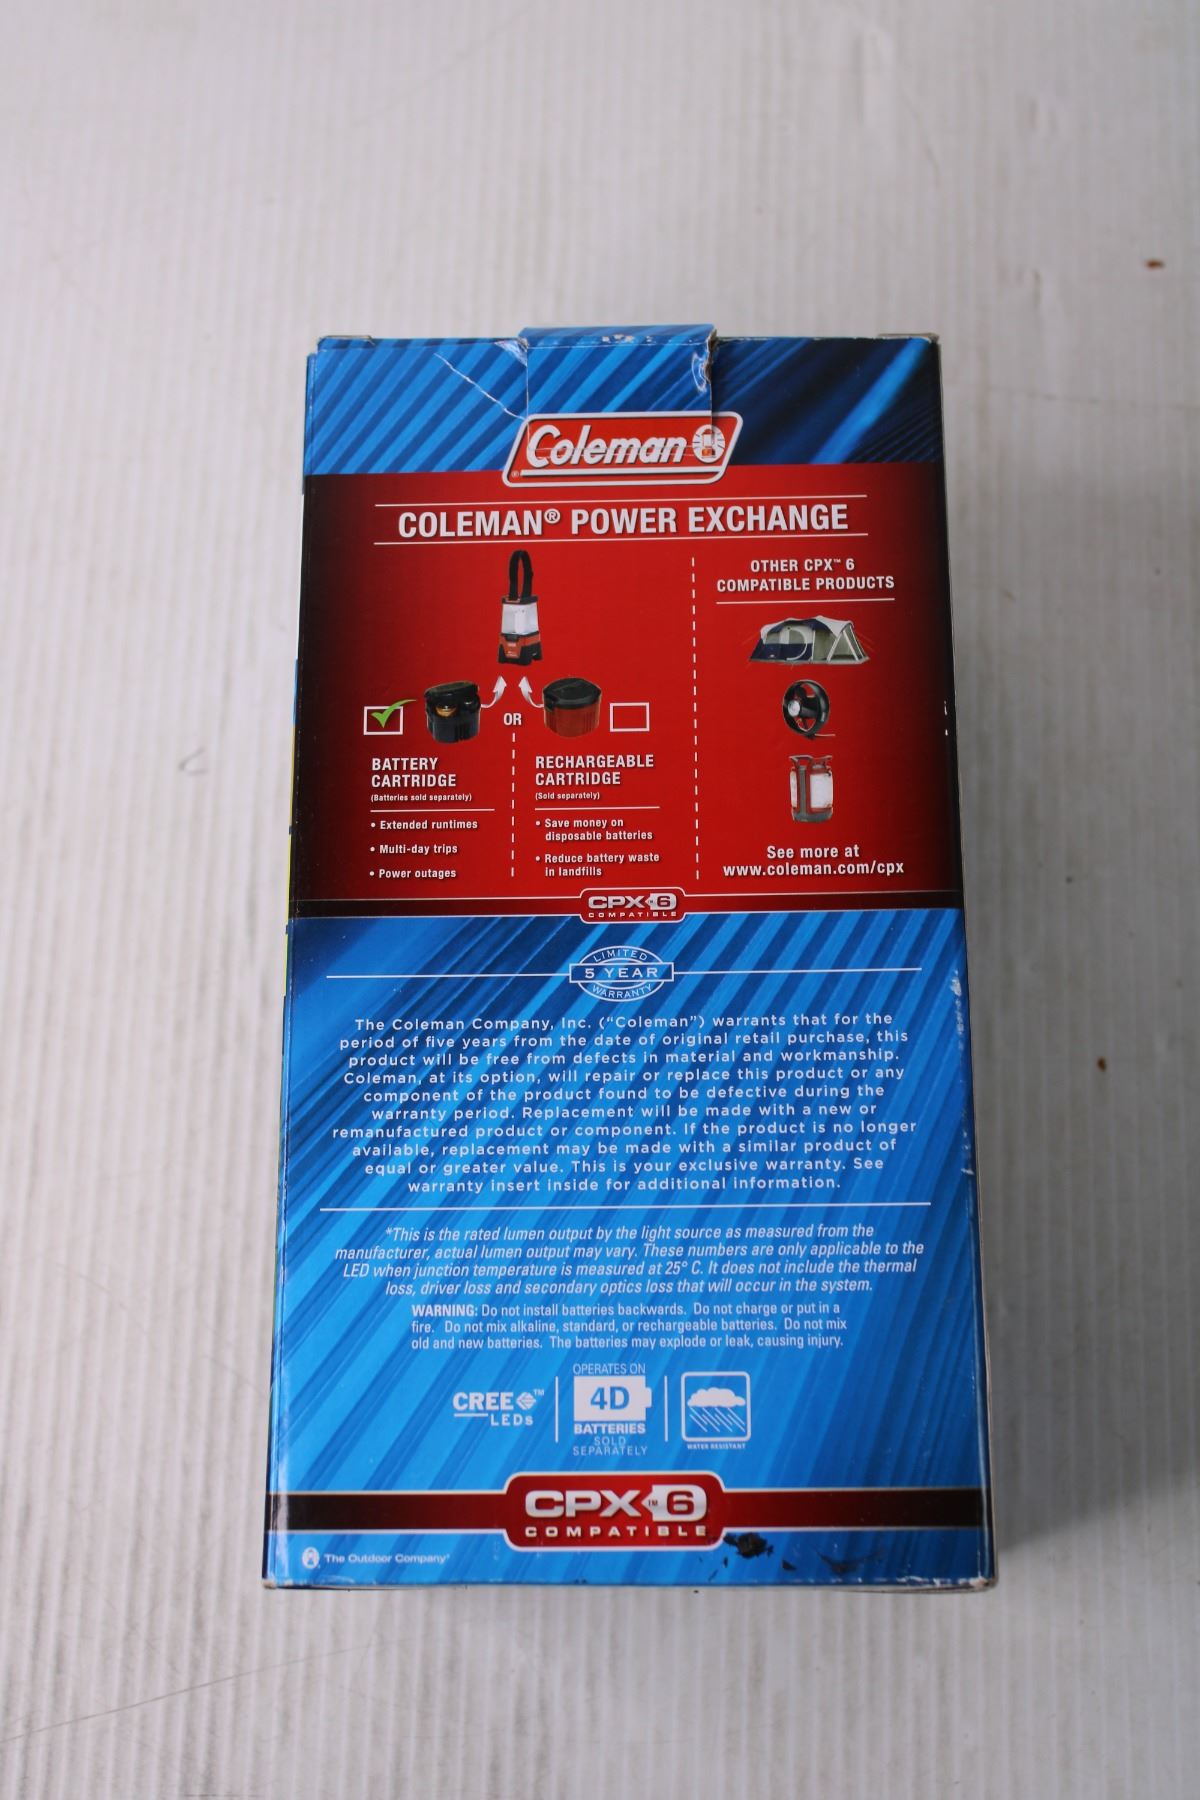 Coleman
COLEMAN® POWER EXCHANGE
OR
BATTERY
CARTRIDGE
(Batteries sold separately)
• Extended runtimes
• Multi-day trips
• Power outages
RECHARGEABLE
CARTRIDGE
(Sold separately)
• Save money on
disposable batteries
• Reduce battery waste
in landfills
OTHER CPX™ 6
COMPATIBLE PRODUCTS
See more at
www.coleman.com/cpx
CPX 6
COMPATIBLE
LIMITED
5 YEAR
WARRANTY
The Coleman Company, Inc. (“Coleman”) warrants that for the
period of five years from the date of original retail purchase, this
product will be free from defects in material and workmanship.
Coleman, at its option, will repair or replace this product or any
component of the product found to be defective during the
warranty period. Replacement will be made with a new or
remanufactured product or component. If the product is no longer
available, replacement may be made with a similar product of
equal or greater value. This is your exclusive warranty. See
warranty insert inside for additional information.
*This is the rated lumen output by the light source as measured from the
manufacturer, actual lumen output may vary. These numbers are only applicable to the
LED when junction temperature is measured at 25° C. It does not include the thermal
loss, driver loss and secondary optics loss that will occur in the system.
WARNING: Do not install batteries backwards. Do not charge or put in a
fire. Do not mix alkaline, standard, or rechargeable batteries. Do not mix
old and new batteries. The batteries may explode or leak, causing injury.
CREE™
LEDs
OPERATES ON
4D
BATTERIES
SOLD
SEPARATELY
WATER RESISTANT
CPX™6
COMPATIBLE
The Outdoor Company®